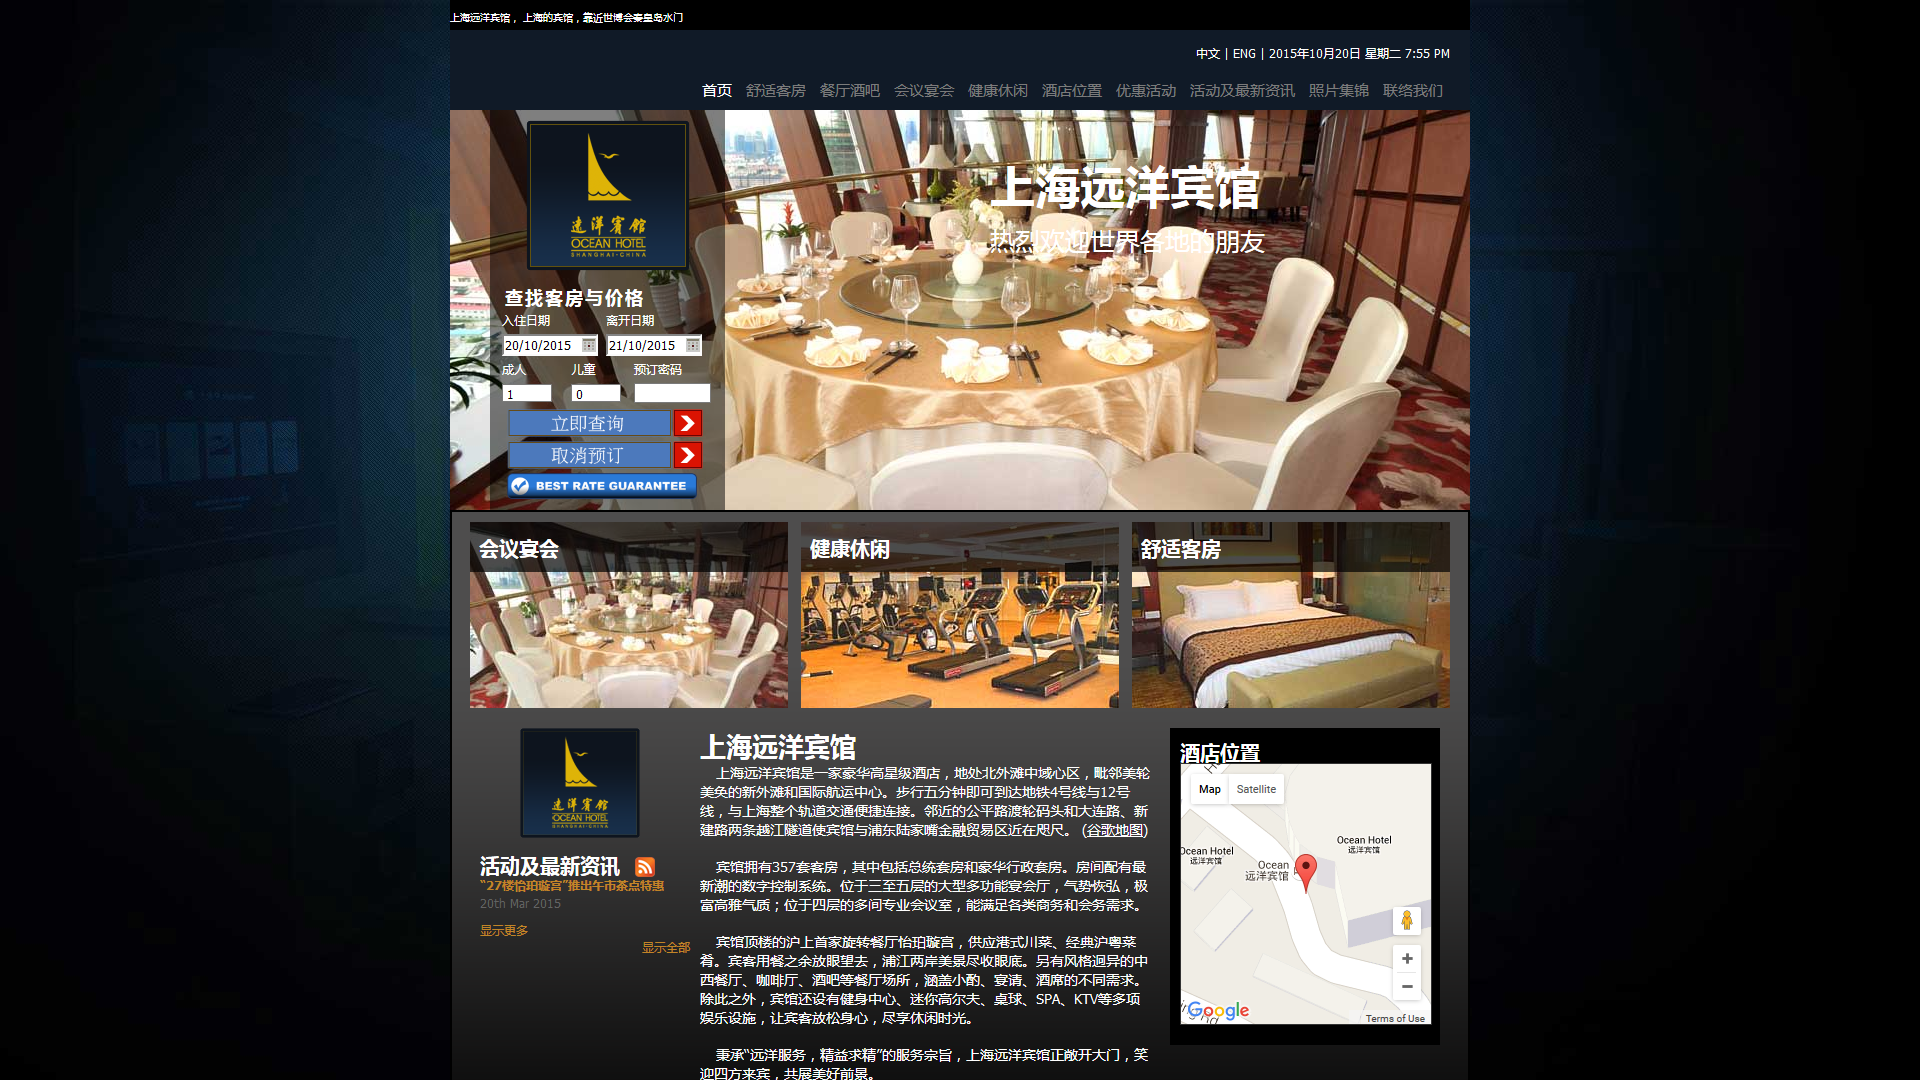 上海远洋宾馆， 上海的宾馆，靠近世博会秦皇岛水门
中文 | ENG | 2015年10月20日 星期二 7:55 PM
首页 舒适客房 餐厅酒吧 会议宴会 健康休闲 酒店位置 优惠活动 活动及最新资讯 照片集锦 联络我们
遠洋賓館
OCEAN HOTEL
SHANGHAI·CHINA
上海远洋宾馆
热烈欢迎世界各地的朋友
查找客房与价格
入住日期 离开日期
20/10/2015 21/10/2015
成人 儿童 预订密码
1 0
立即查询
取消预订
BEST RATE GUARANTEE
会议宴会 健康休闲 舒适客房
遠洋賓館
OCEAN HOTEL
SHANGHAI·CHINA
活动及最新资讯
“27楼怡珀璇宫”推出午市茶点特惠
20th Mar 2015
显示更多
显示全部
上海远洋宾馆
上海远洋宾馆是一家豪华高星级酒店，地处北外滩中域心区，毗邻美轮
美奂的新外滩和国际航运中心。步行五分钟即可到达地铁4号线与12号
线，与上海整个轨道交通便捷连接。邻近的公平路渡轮码头和大连路、新
建路两条越江隧道使宾馆与浦东陆家嘴金融贸易区近在咫尺。 (谷歌地图)
宾馆拥有357套客房，其中包括总统套房和豪华行政套房。房间配有最
新潮的数字控制系统。位于三至五层的大型多功能宴会厅，气势恢弘，极
富高雅气质；位于四层的多间专业会议室，能满足各类商务和会务需求。
宾馆顶楼的沪上首家旋转餐厅怡珀璇宫，供应港式川菜、经典沪粤菜
肴。宾客用餐之余放眼望去，浦江两岸美景尽收眼底。另有风格迥异的中
西餐厅、咖啡厅、酒吧等餐厅场所，涵盖小酌、宴请、酒席的不同需求。
除此之外，宾馆还设有健身中心、迷你高尔夫、桌球、SPA、KTV等多项
娱乐设施，让宾客放松身心，尽享休闲时光。
秉承“远洋服务，精益求精”的服务宗旨，上海远洋宾馆正敞开大门，笑
迎四方来宾，共展美好前景。
酒店位置
Map Satellite
Ocean Hotel
远洋宾馆
Ocean Hotel
远洋宾馆
Ocean
远洋宾馆
Google
Terms of Use